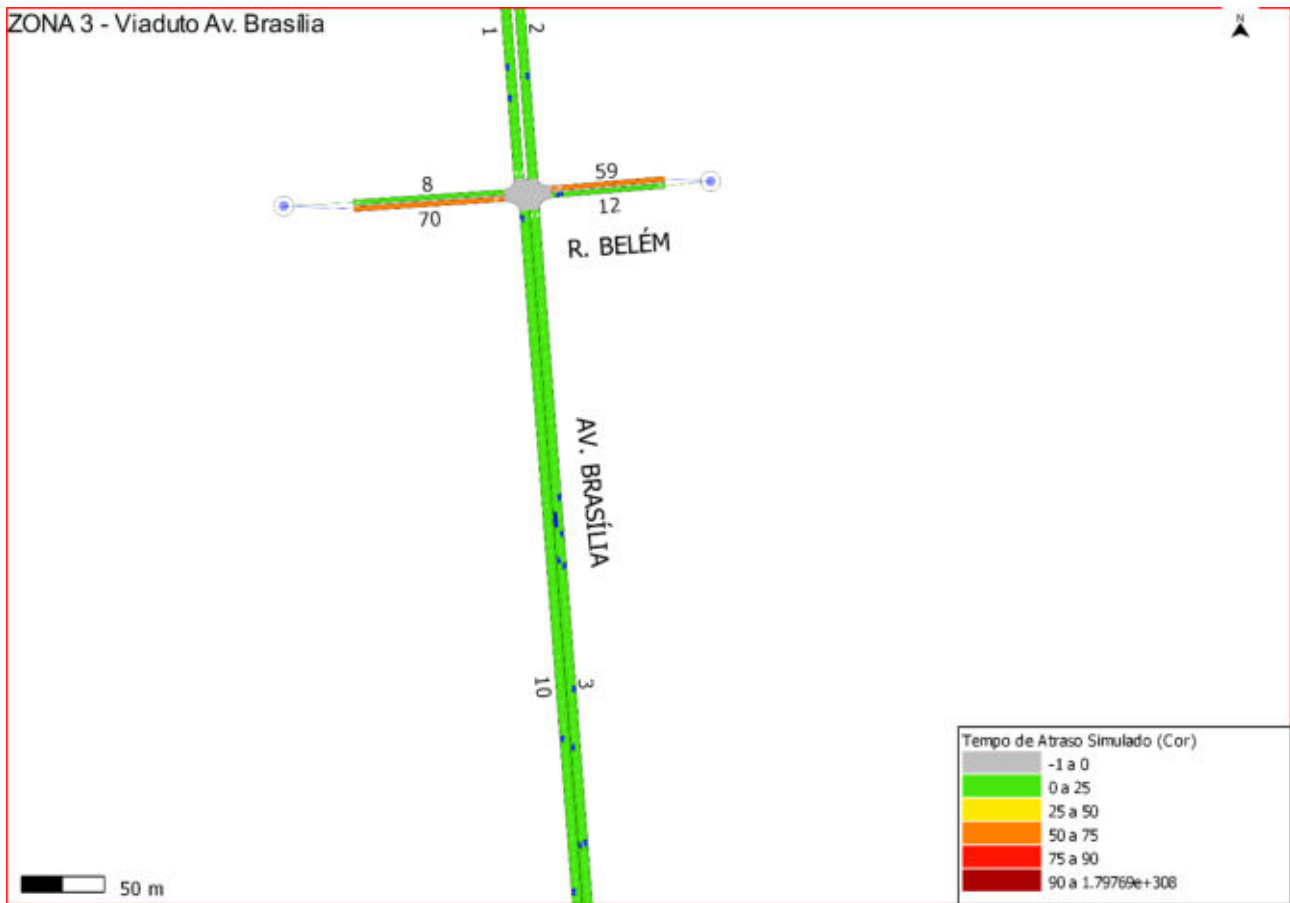 ZONA 3 - Viaduto Av. Brasília
N
1
2
8
59
70
12
R. BELÉM
AV. BRASÍLIA
10
3
Tempo de Atraso Simulado (Cor)
-1 a 0
0 a 25
25 a 50
50 a 75
75 a 90
90 a 1.79769e+308
50 m